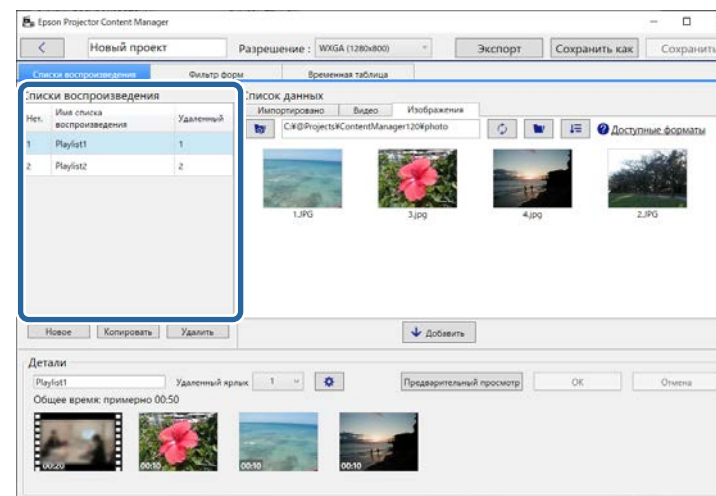 Epson Projector Content Manager
Новый проект Разрешение : WXGA (1280x800) Экспорт Сохранить как Сохранить
Списки воспроизведения Фильтр форм Временная таблица
Списки воспроизведения
Нет. Имя списка воспроизведения Удаленный
1 Playlist1 1
2 Playlist2 2
Новое Копировать Удалить
Список данных
Импортировано Видео Изображения
C:¥@Projects¥ContentManager120¥photo Доступные форматы
1.JPG 3.jpg 4.jpg 2.JPG
Добавить
Детали
Playlist1 Удаленный ярлык 1 Предварительный просмотр OK Отмена
Общее время: примерно 00:50
00:20 00:10 00:10 00:10